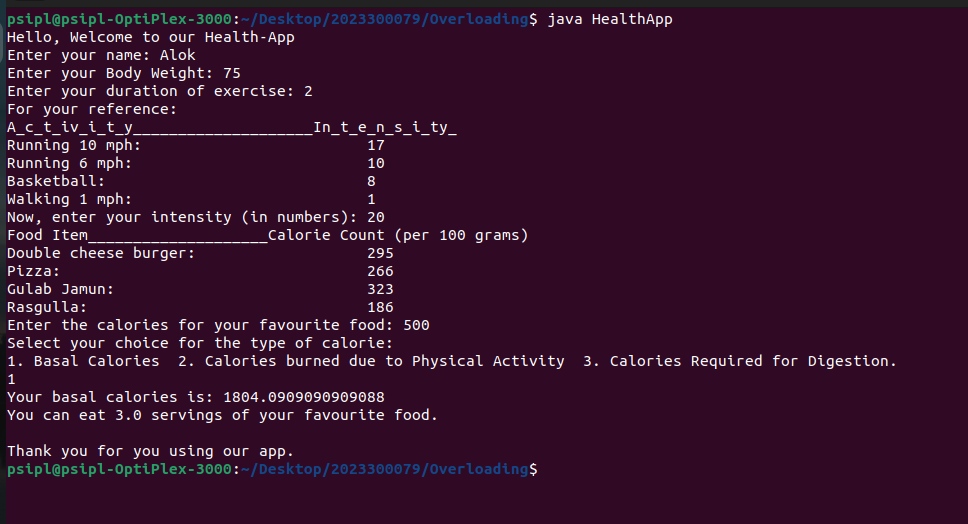 psipl@psipl-OptiPlex-3000:~/Desktop/2023300079/Overloading$ java HealthApp
Hello, Welcome to our Health-App
Enter your name: Alok
Enter your Body Weight: 75
Enter your duration of exercise: 2
For your reference:
A_c_t_iv_i_t_y____________________In_t_e_n_s_i_ty_
Running 10 mph: 17
Running 6 mph: 10
Basketball: 8
Walking 1 mph: 1
Now, enter your intensity (in numbers): 20
Food Item____________________Calorie Count (per 100 grams)
Double cheese burger: 295
Pizza: 266
Gulab Jamun: 323
Rasgulla: 186
Enter the calories for your favourite food: 500
Select your choice for the type of calorie:
1. Basal Calories  2. Calories burned due to Physical Activity  3. Calories Required for Digestion.
1
Your basal calories is: 1804.0909090909088
You can eat 3.0 servings of your favourite food.
Thank you for you using our app.
psipl@psipl-OptiPlex-3000:~/Desktop/2023300079/Overloading$